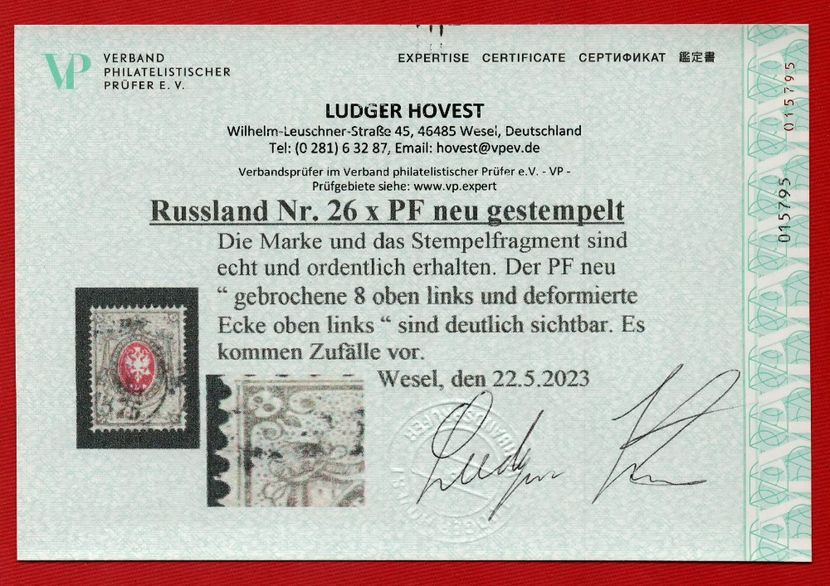 VP
VERBAND
PHILATELISTISCHER
PRÜFER E. V.
EXPERTISE CERTIFICATE СЕРТИФИКАТ 鑑定書
LUDGER HOVEST
Wilhelm-Leuschner-Straße 45, 46485 Wesel, Deutschland
Tel: (0 281) 6 32 87, Email: hovest@vpev.de
Verbandsprüfer im Verband philatelistischer Prüfer e.V. - VP -
Prüfgebiete siehe: www.vp.expert
Russland Nr. 26 x PF neu gestempelt
Die Marke und das Stempelfragment sind
echt und ordentlich erhalten. Der PF neu
“ gebrochene 8 oben links und deformierte
Ecke oben links “ sind deutlich sichtbar. Es
kommen Zufälle vor.
Wesel, den 22.5.2023
015795
015795